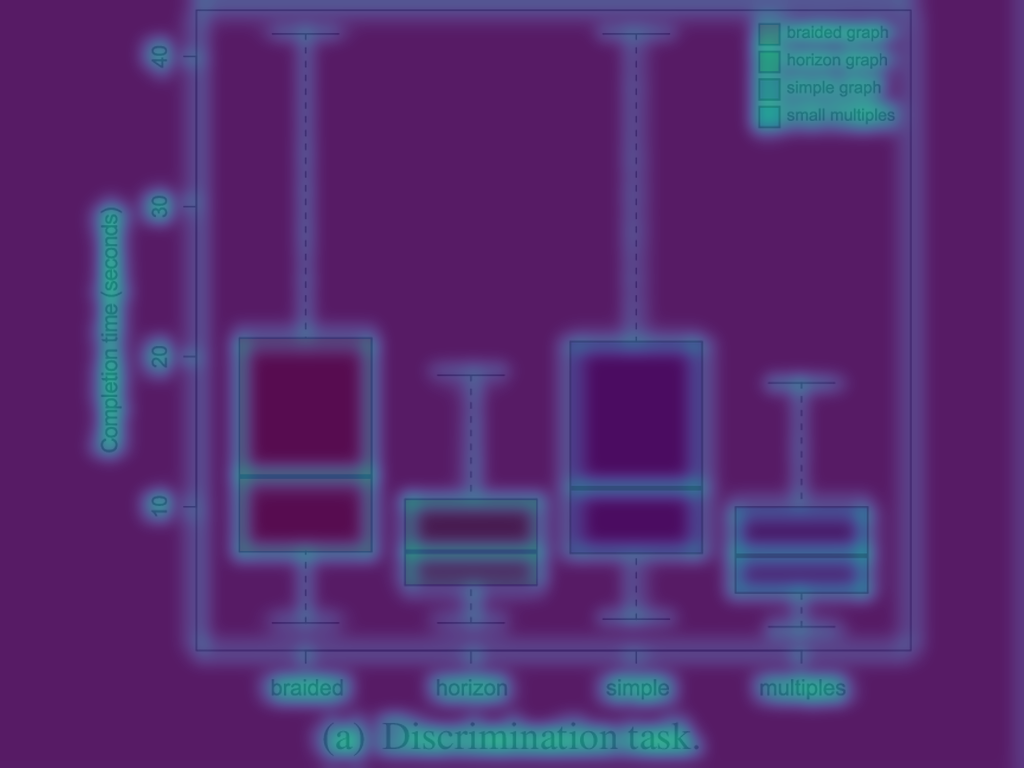 braided graph
horizon graph
simple graph
small multiples
40
30
20
10
Completion time (seconds)
braided horizon simple multiples
(a) Discrimination task.